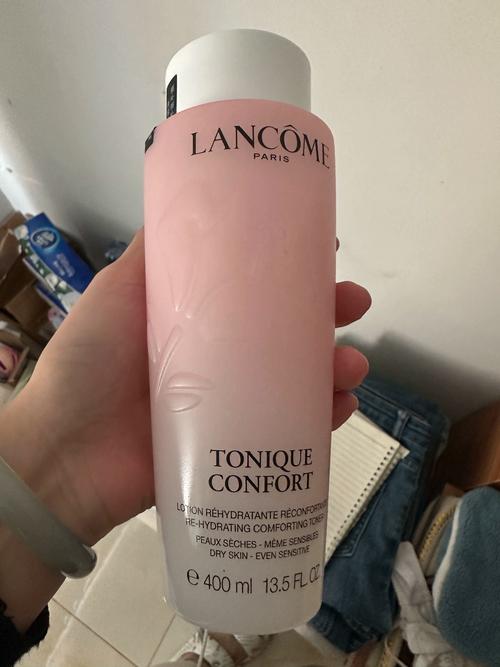 LANCÔME
PARIS
TONIQUE
CONFORT
LOTION RÉHYDRATANTE RÉCONFORTANTE
RE-HYDRATING COMFORTING TONER
PEAUX SÈCHES - MÊME SENSIBLES
DRY SKIN - EVEN SENSITIVE
e 400 ml 13.5 FL.OZ.